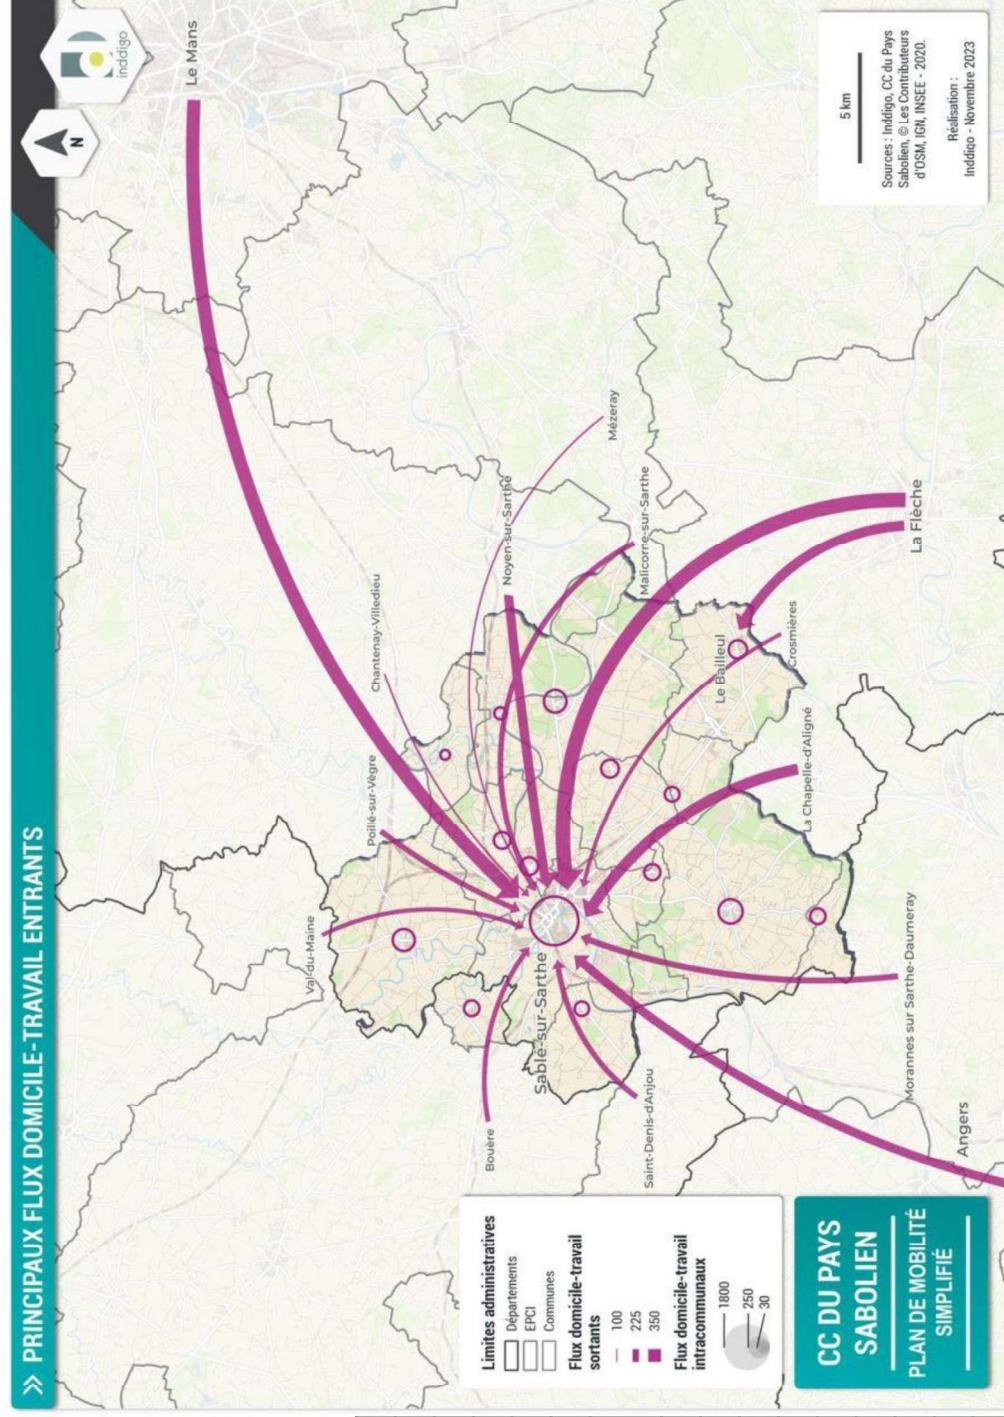 >> PRINCIPAUX FLUX DOMICILE-TRAVAIL ENTRANTS
inddigo
N
Le Mans
Chantenay-Villedieu
Poillé-sur-Vègre
Val-du-Maine
Noyen-sur-Sarthe
Mézeray
Bouère
Sablé-sur-Sarthe
Malicorne-sur-Sarthe
Saint-Denis-d'Anjou
Le Bailleul
Crosmières
La Chapelle-d'Aligné
La Flèche
Morannes sur Sarthe-Daumeray
Angers
Limites administratives
Départements
EPCI
Communes
Flux domicile-travail
sortants
100
225
350
Flux domicile-travail
intracommunaux
1800
250
30
CC DU PAYS
SABOLIEN
PLAN DE MOBILITÉ
SIMPLIFIÉ
5 km
Sources : Inddigo, CC du Pays
Sabolien, © Les Contributeurs
d'OSM, IGN, INSEE - 2020.
Réalisation :
Inddigo - Novembre 2023